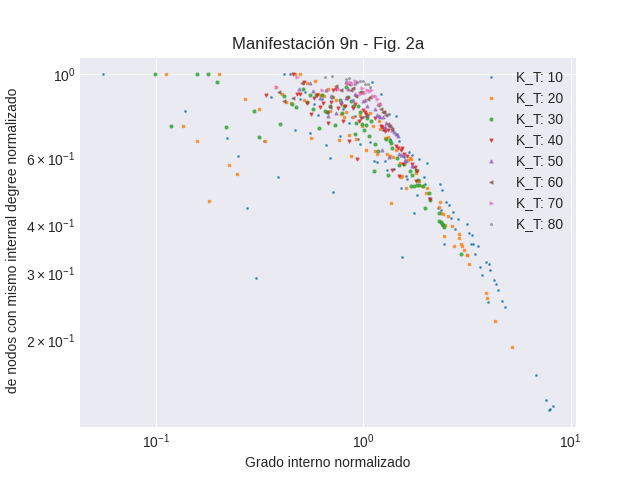 Manifestación 9n - Fig. 2a
de nodos con mismo internal degree normalizado
10⁰
6 × 10⁻¹
4 × 10⁻¹
3 × 10⁻¹
2 × 10⁻¹
K_T: 10
K_T: 20
K_T: 30
K_T: 40
K_T: 50
K_T: 60
K_T: 70
K_T: 80
10⁻¹
10⁰
10¹
Grado interno normalizado